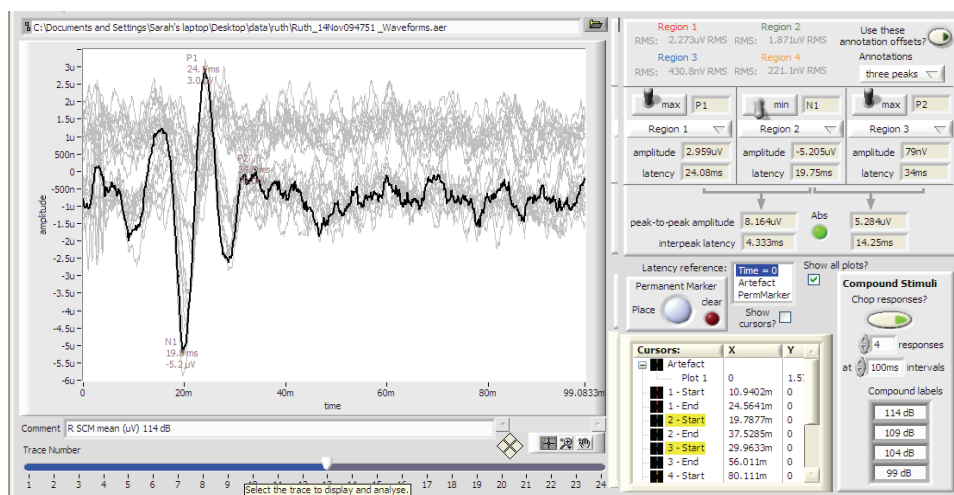 C:\Documents and Settings\Sarah's laptop\Desktop\data\ruth\Ruth_14Nov094751 _Waveforms.aer
P1
3u
2.5u
2u
1.5u
1u
500n
0
-500n
-1u
-1.5u
-2u
-2.5u
-3u
-3.5u
-4u
-4.5u
-5u
-5.5u
-6u
amplitude
P2
N1
-5.2uV
0 20m 40m 60m 80m 99.0833m
time
Comment R SCM mean (uV) 114 dB
Trace Number
1 2 3 4 5 6 7 8 9 10 11 12 13 14 15 16 17 18 19 20 21 22 23 24
Select the trace to display and analyse.
Region 1 Region 2
RMS: 2.273uV RMS RMS: 1.871uV RMS
Region 3 Region 4
RMS: 430.8nV RMS RMS: 221.1nV RMS
Use these
annotation offsets?
Annotations
three peaks
max P1 min N1 max P2
Region 1 Region 2 Region 3
amplitude 2.959uV amplitude -5.205uV amplitude 79nV
latency 24.08ms latency 19.75ms latency 34ms
peak-to-peak amplitude 8.164uV Abs 5.284uV
interpeak latency 4.333ms 14.25ms
Latency reference: Time = 0
Artefact
PermMarker
Show all plots?
Permanent Marker
Place clear
Show
cursors?
Cursors: X Y
Artefact
Plot 1 0
1 - Start 10.9402m 0
1 - End 24.5641m 0
2 - Start 19.7877m 0
2 - End 37.5285m 0
3 - Start 29.9633m 0
3 - End 56.011m 0
4 - Start 80.111m 0
Compound Stimuli
Chop responses?
4 responses
at 100ms intervals
Compound labels
114 dB
109 dB
104 dB
99 dB